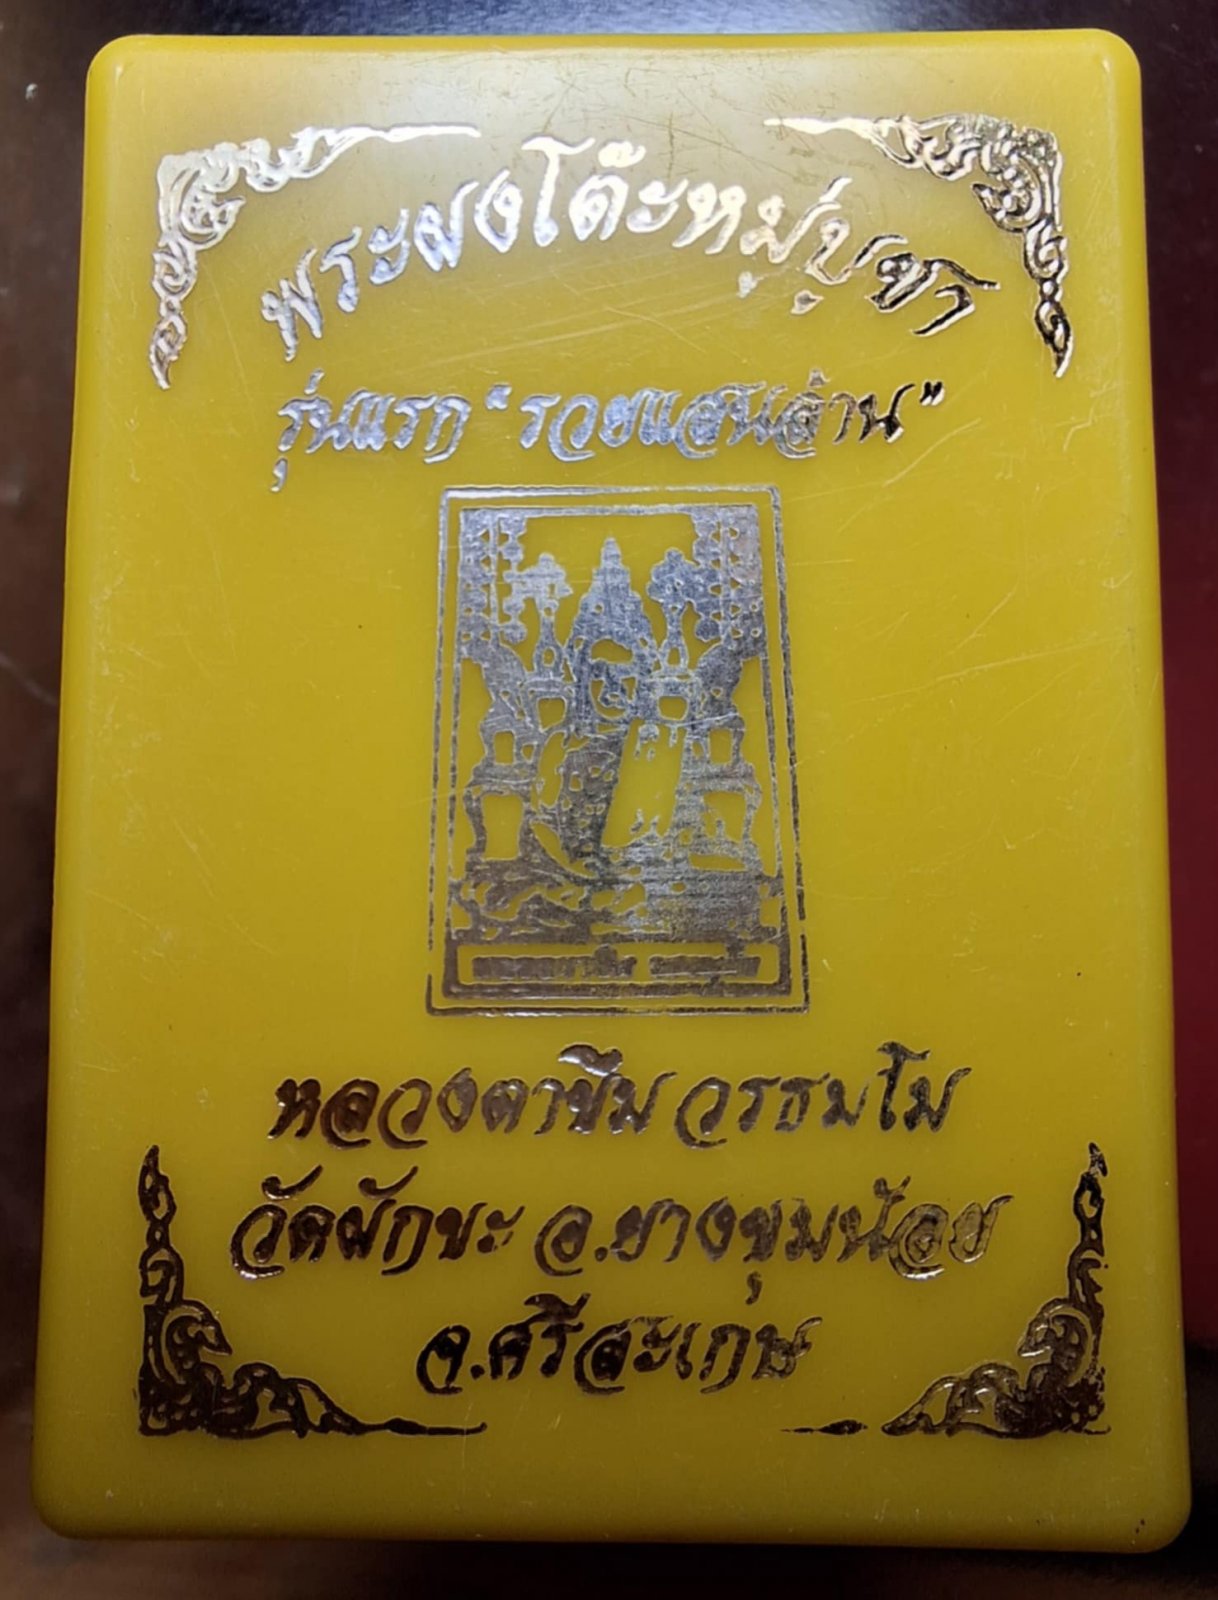 พระผงโต๊ะหมู่บูชา
รุ่นแรก "รวยแสนล้าน"
หลวงตาขึม วรธมโม
วัดผักขะ อ.ยางชุมน้อย
จ.ศรีสะเกษ